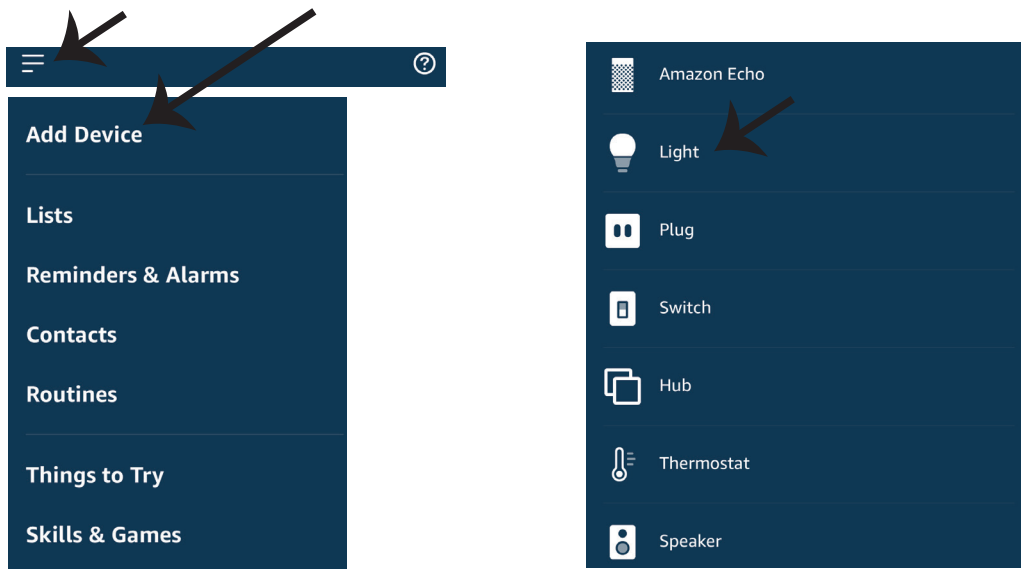 Add Device
Lists
Reminders & Alarms
Contacts
Routines
Things to Try
Skills & Games
Amazon Echo
Light
Plug
Switch
Hub
Thermostat
Speaker